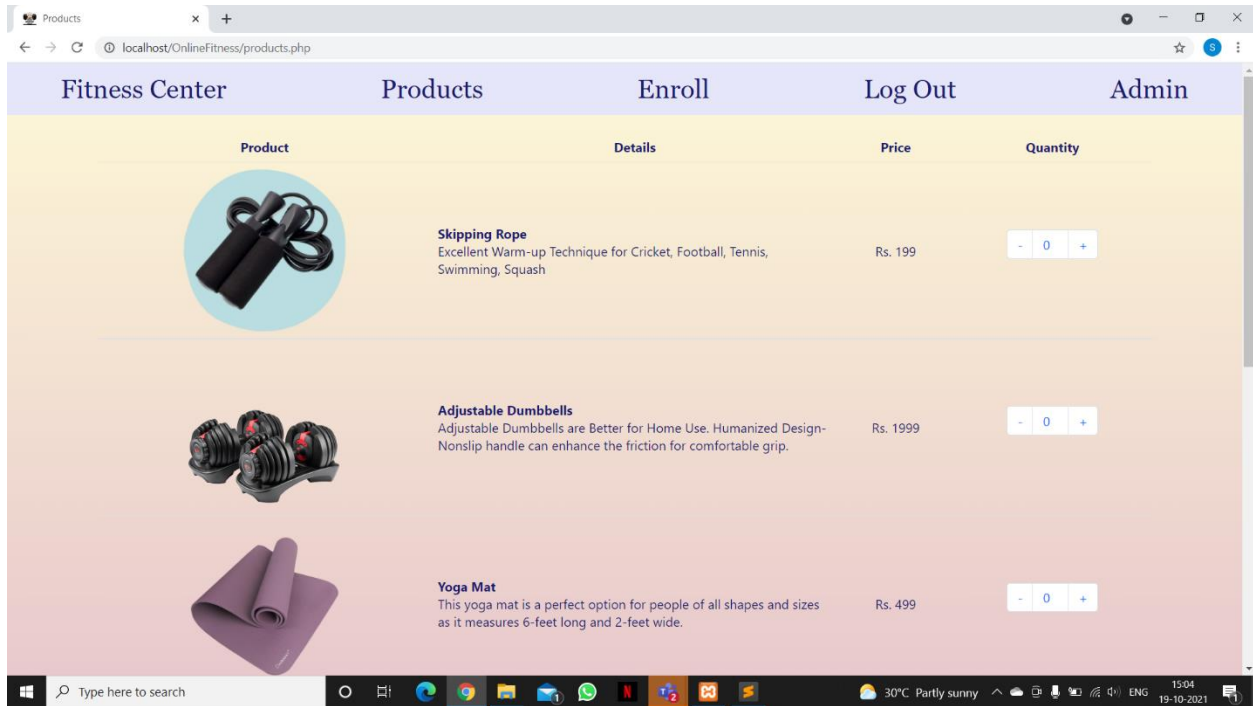 Products
localhost/OnlineFitness/products.php
S
Fitness Center Products Enroll Log Out Admin
Product Details Price Quantity
Skipping Rope
Excellent Warm-up Technique for Cricket, Football, Tennis,
Swimming, Squash
Rs. 199
- 0 +
Adjustable Dumbbells
Adjustable Dumbbells are Better for Home Use. Humanized Design-
Nonslip handle can enhance the friction for comfortable grip.
Rs. 1999
- 0 +
Yoga Mat
This yoga mat is a perfect option for people of all shapes and sizes
as it measures 6-feet long and 2-feet wide.
Rs. 499
- 0 +
Type here to search
1
N
2
30°C Partly sunny
ENG
15:04
19-10-2021
1